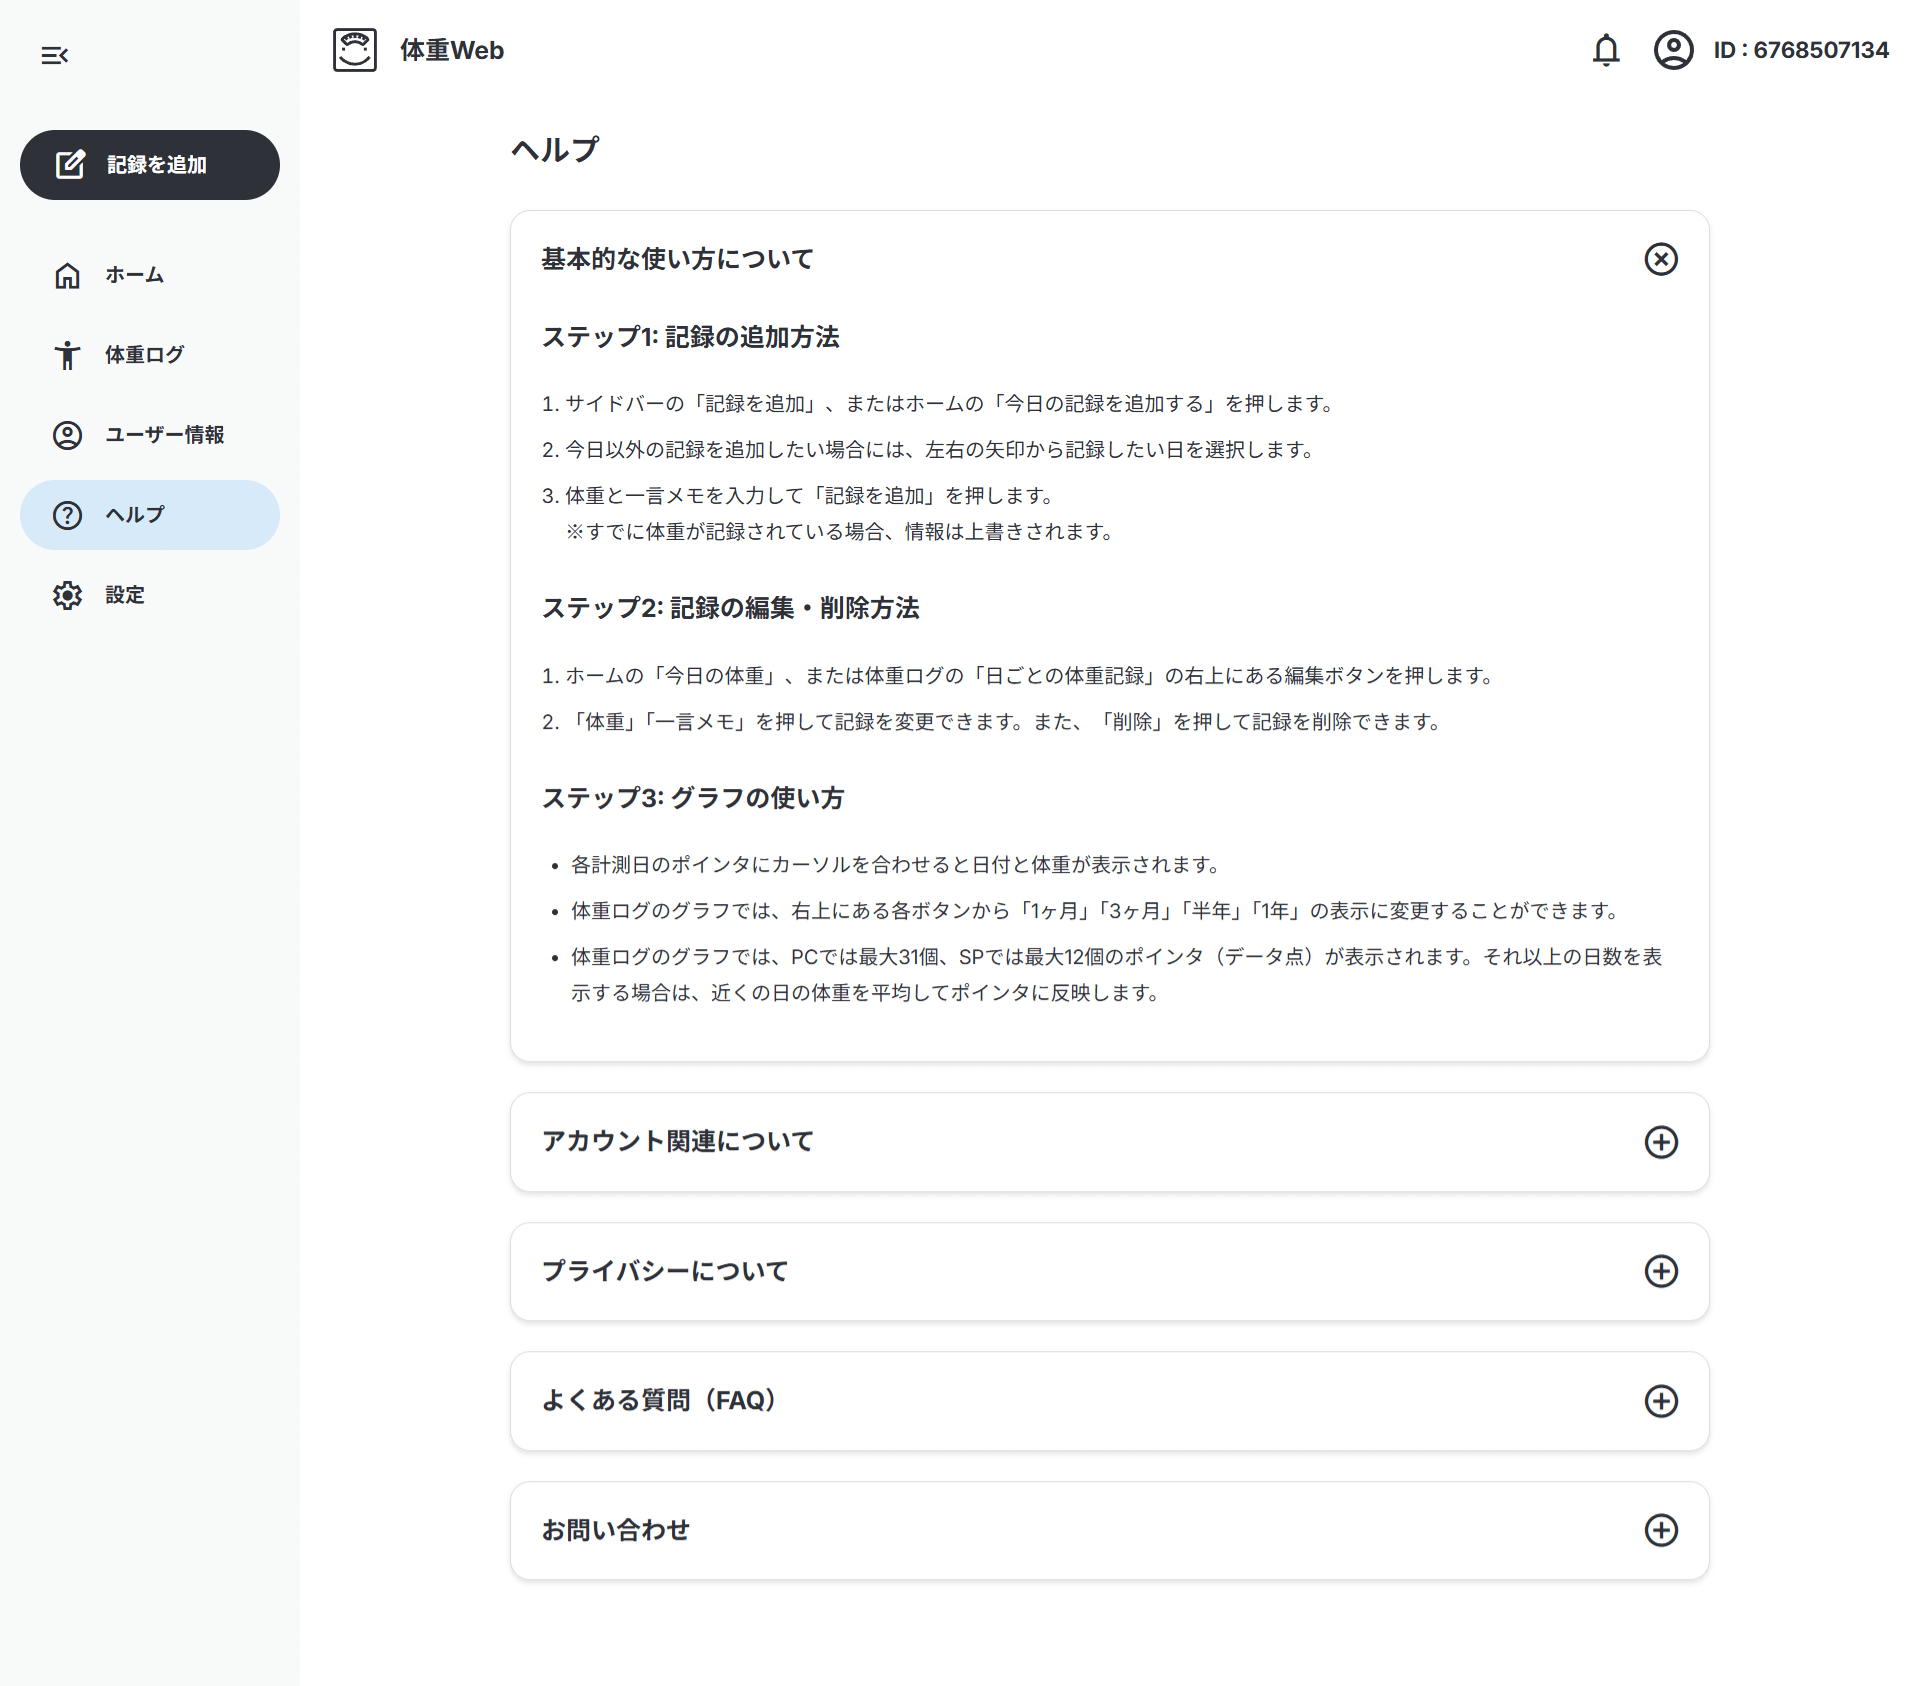 体重Web
ID : 6768507134
記録を追加
ホーム
体重ログ
ユーザー情報
ヘルプ
設定
ヘルプ
基本的な使い方について
ステップ1: 記録の追加方法
1. サイドバーの「記録を追加」、またはホームの「今日の記録を追加する」を押します。
2. 今日以外の記録を追加したい場合には、左右の矢印から記録したい日を選択します。
3. 体重と一言メモを入力して「記録を追加」を押します。
※すでに体重が記録されている場合、情報は上書きされます。
ステップ2: 記録の編集・削除方法
1. ホームの「今日の体重」、または体重ログの「日ごとの体重記録」の右上にある編集ボタンを押します。
2. 「体重」「一言メモ」を押して記録を変更できます。また、「削除」を押して記録を削除できます。
ステップ3: グラフの使い方
• 各計測日のポインタにカーソルを合わせると日付と体重が表示されます。
• 体重ログのグラフでは、右上にある各ボタンから「1ヶ月」「3ヶ月」「半年」「1年」の表示に変更することができます。
• 体重ログのグラフでは、PCでは最大31個、SPでは最大12個のポインタ（データ点）が表示されます。それ以上の日数を表
示する場合は、近くの日の体重を平均してポインタに反映します。
アカウント関連について
プライバシーについて
よくある質問（FAQ）
お問い合わせ